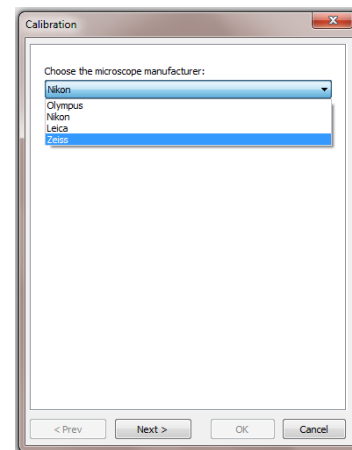 Calibration
Choose the microscope manufacturer:
Nikon
Olympus
Nikon
Leica
Zeiss
< Prev Next > OK Cancel